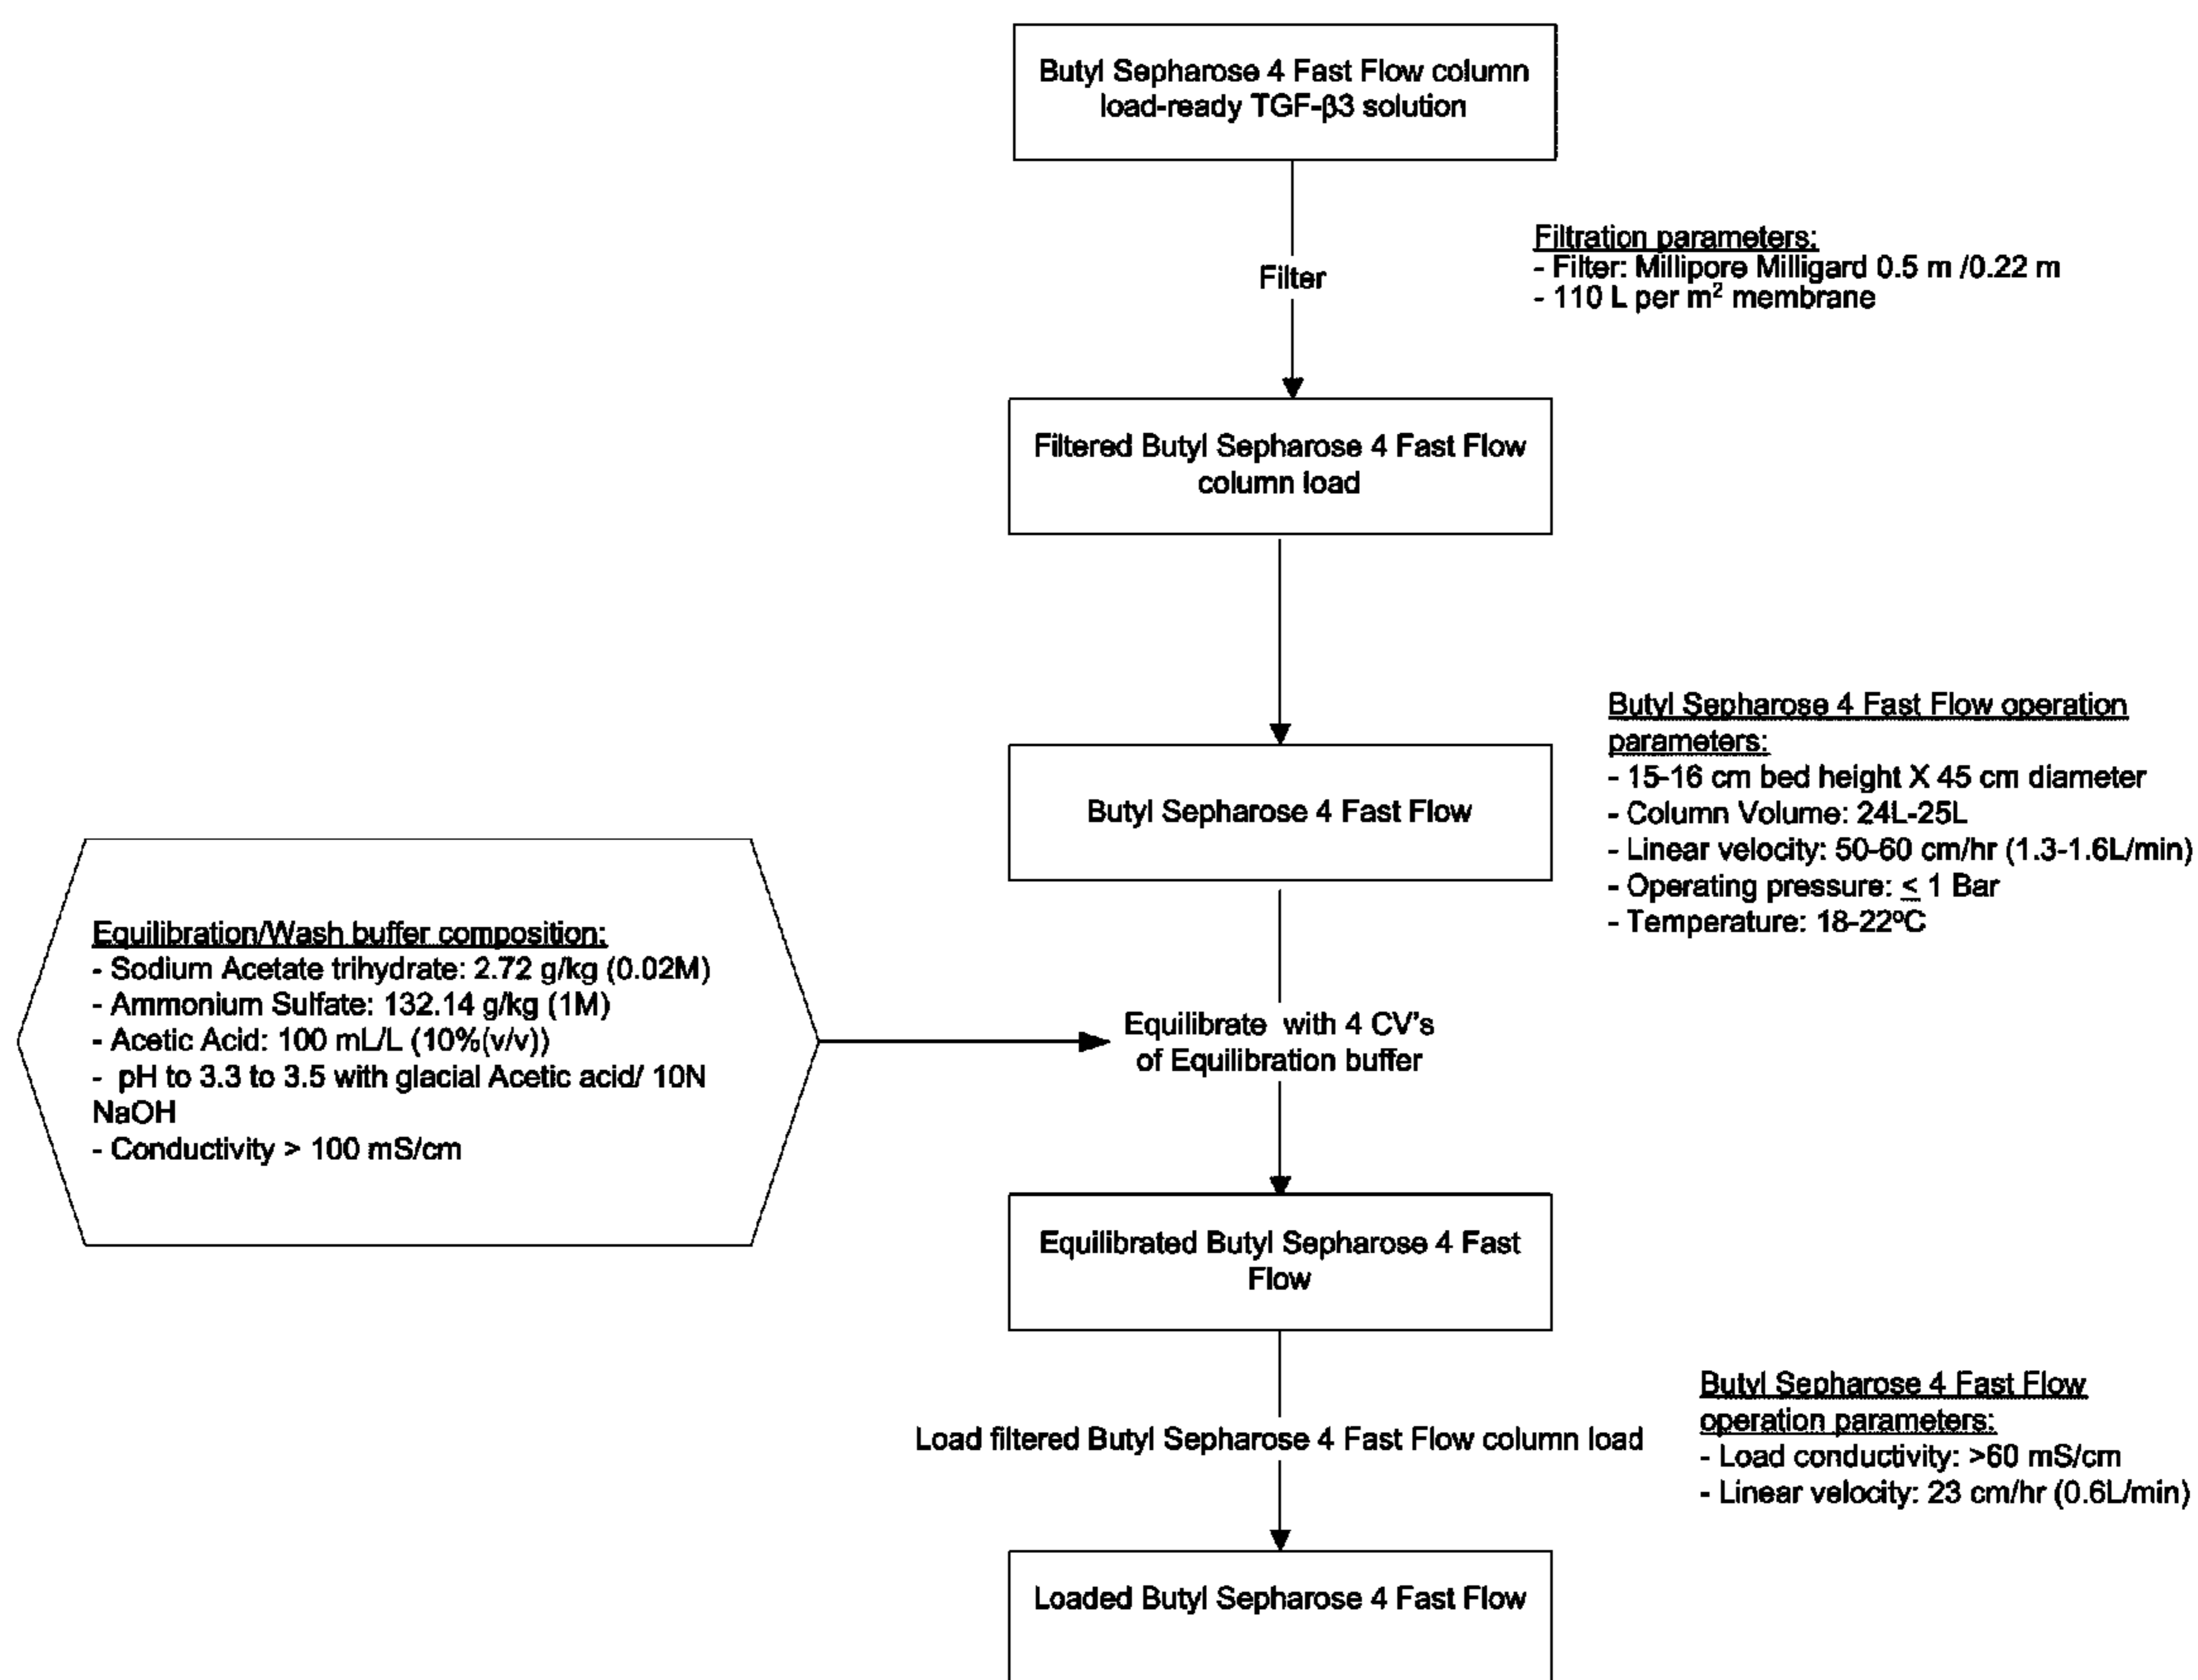 Butyl Sepharose 4 Fast Flow column
load-ready TGF-β3 solution
Filter
Filtration parameters:
- Filter: Millipore Milligard 0.5 m /0.22 m
- 110 L per m² membrane
Filtered Butyl Sepharose 4 Fast Flow
column load
Butyl Sepharose 4 Fast Flow
Butyl Sepharose 4 Fast Flow operation
parameters:
- 15-16 cm bed height X 45 cm diameter
- Column Volume: 24L-25L
- Linear velocity: 50-60 cm/hr (1.3-1.6L/min)
- Operating pressure: ≤ 1 Bar
- Temperature: 18-22ºC
Equilibration/Wash buffer composition:
- Sodium Acetate trihydrate: 2.72 g/kg (0.02M)
- Ammonium Sulfate: 132.14 g/kg (1M)
- Acetic Acid: 100 mL/L (10%(v/v))
- pH to 3.3 to 3.5 with glacial Acetic acid/ 10N
NaOH
- Conductivity > 100 mS/cm
Equilibrate with 4 CV's
of Equilibration buffer
Equilibrated Butyl Sepharose 4 Fast
Flow
Load filtered Butyl Sepharose 4 Fast Flow column load
Butyl Sepharose 4 Fast Flow
operation parameters:
- Load conductivity: >60 mS/cm
- Linear velocity: 23 cm/hr (0.6L/min)
Loaded Butyl Sepharose 4 Fast Flow